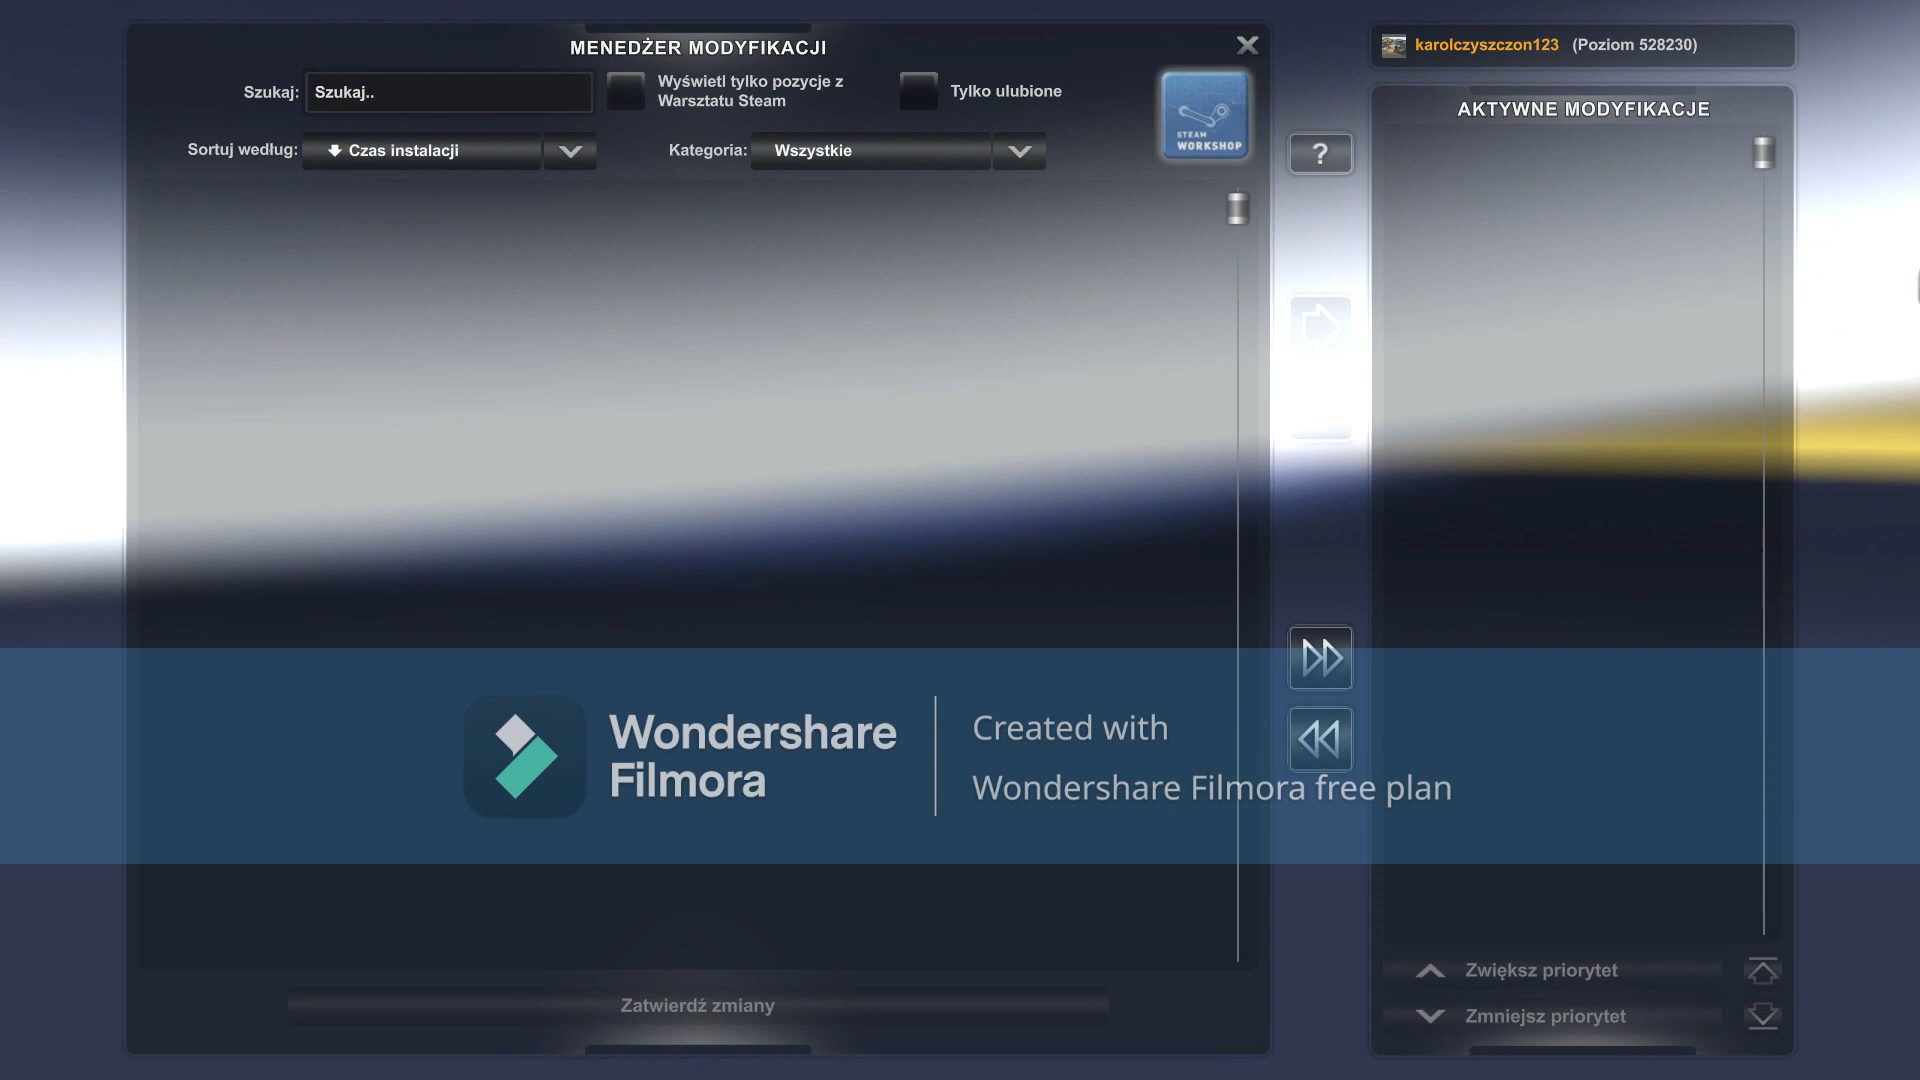 MENEDŻER MODYFIKACJI
karolczyszczon123 (Poziom 528230)
Szukaj: Szukaj..
Wyświetl tylko pozycje z
Warsztatu Steam
Tylko ulubione
STEAM
WORKSHOP
AKTYWNE MODYFIKACJE
Sortuj według: Czas instalacji
Kategoria: Wszystkie
?
Wondershare
Filmora
Created with
Wondershare Filmora free plan
Zatwierdź zmiany
Zwiększ priorytet
Zmniejsz priorytet